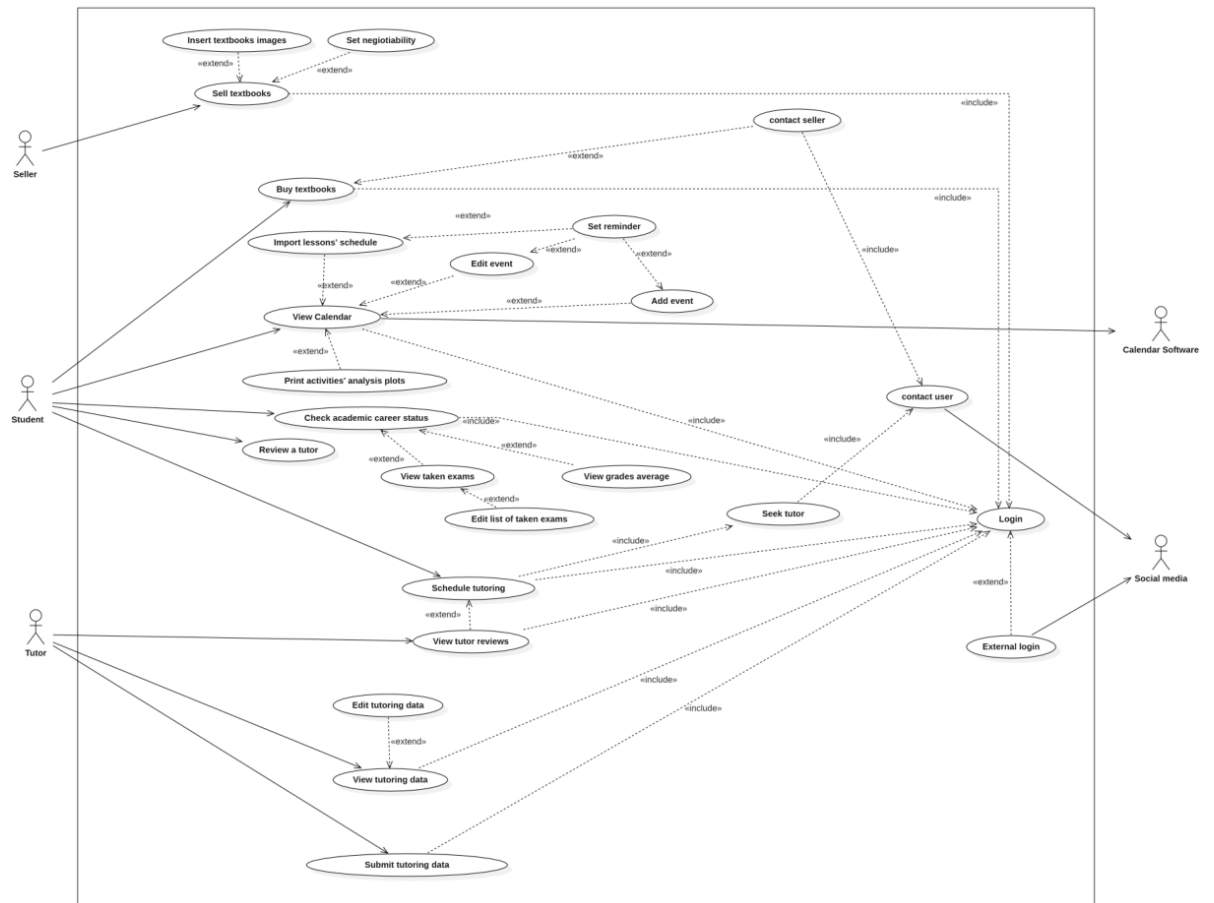 Insert textbooks images
Set negiotiability
«extend»
«extend»
Sell textbooks
«include»
contact seller
Seller
«extend»
Buy textbooks
«include»
«extend»
Set reminder
Import lessons' schedule
«extend»
«include»
«extend»
Edit event
«extend»
«extend»
«extend»
Add event
View Calendar
Calendar Software
«extend»
Print activities' analysis plots
Student
contact user
Check academic career status
«include»
«include»
«include»
«extend»
Review a tutor
«extend»
View taken exams
View grades average
«extend»
Edit list of taken exams
Seek tutor
Login
«include»
«include»
Social media
«extend»
Schedule tutoring
«include»
«extend»
View tutor reviews
Tutor
External login
«include»
Edit tutoring data
«include»
«extend»
View tutoring data
Submit tutoring data